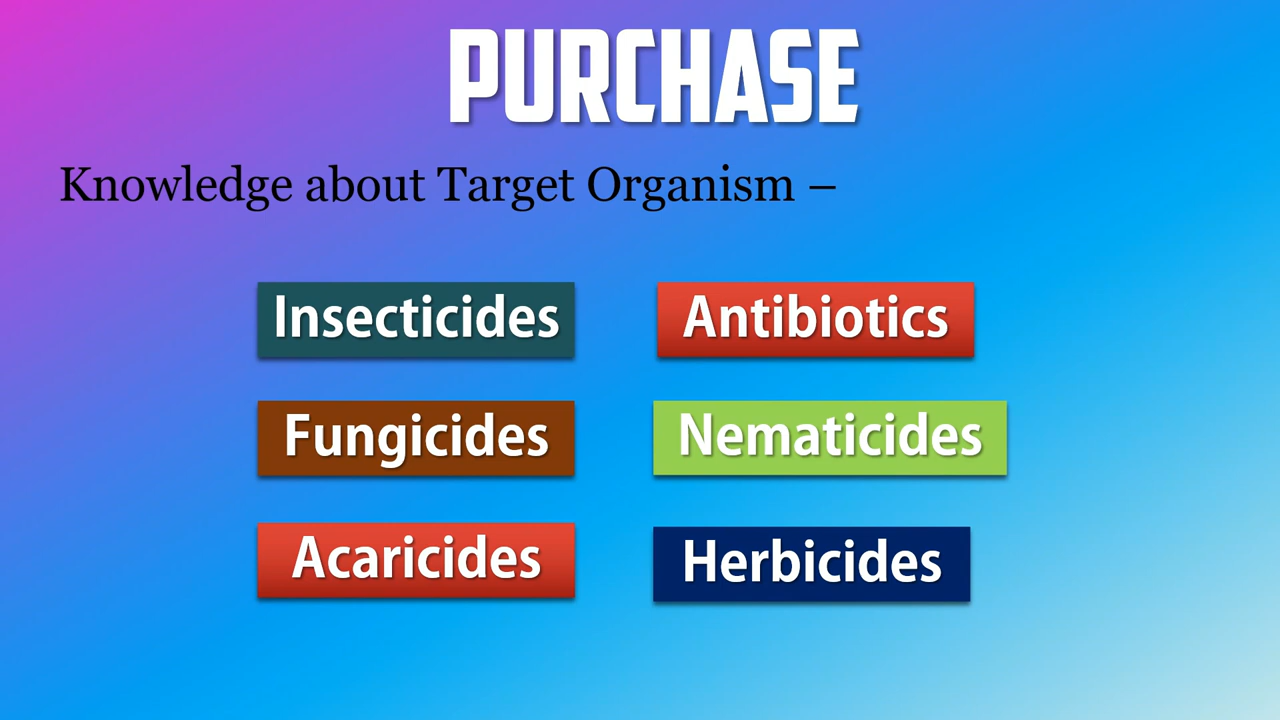 PURCHASE
Knowledge about Target Organism –
Insecticides
Antibiotics
Fungicides
Nematicides
Acaricides
Herbicides